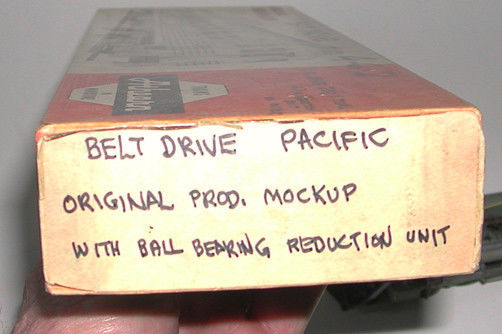 BELT DRIVE PACIFIC
ORIGINAL PROD. MOCKUP
WITH BALL BEARING REDUCTION UNIT